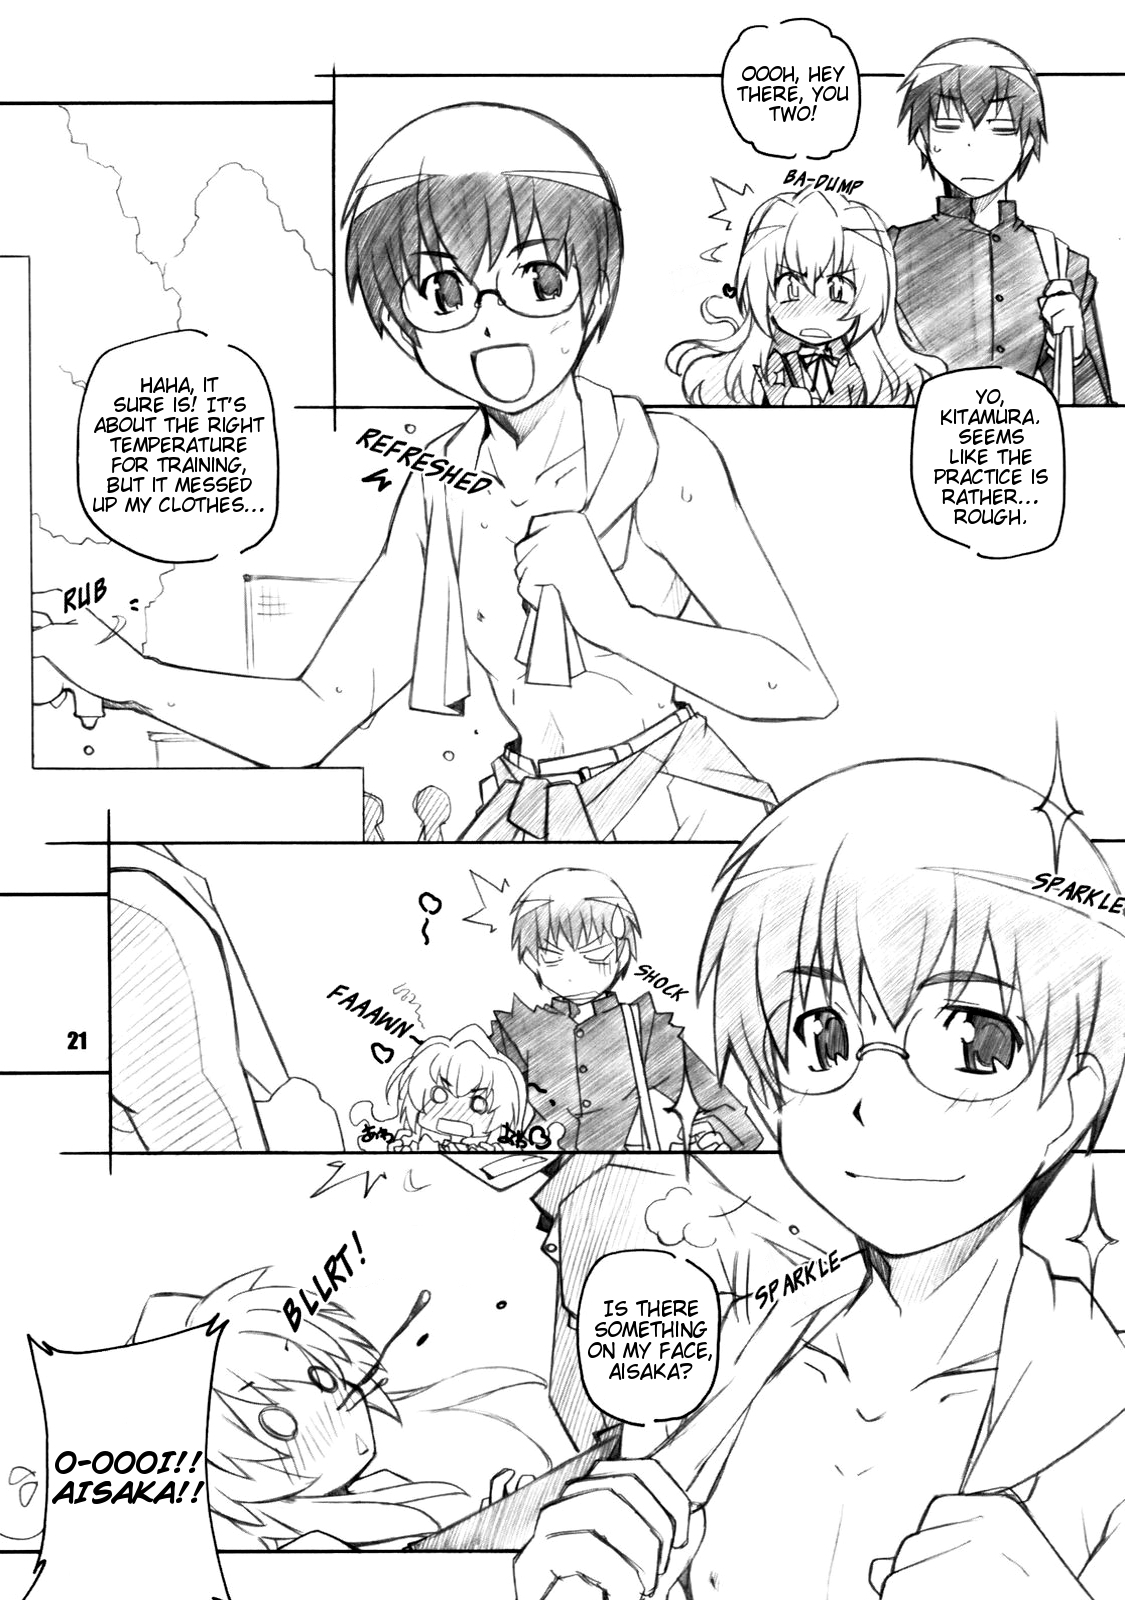 OOOH, HEY
THERE, YOU
TWO!
BA-DUMP
YO,
KITAMURA.
SEEMS
LIKE THE
PRACTICE IS
RATHER...
ROUGH.
HAHA, IT
SURE IS! IT'S
ABOUT THE RIGHT
TEMPERATURE
FOR TRAINING,
BUT IT MESSED
UP MY CLOTHES...
REFRESHED
RUB
SPARKLE
SHOCK
FAAAWN
21
SPARKLE
IS THERE
SOMETHING
ON MY FACE,
AISAKA?
BLLRT!
O-OOOI!!
AISAKA!!